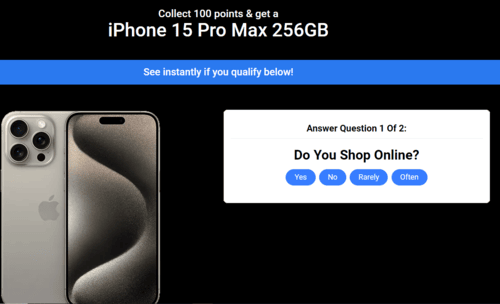 Collect 100 points & get a
iPhone 15 Pro Max 256GB
See instantly if you qualify below!
Answer Question 1 Of 2:
Do You Shop Online?
Yes
No
Rarely
Often